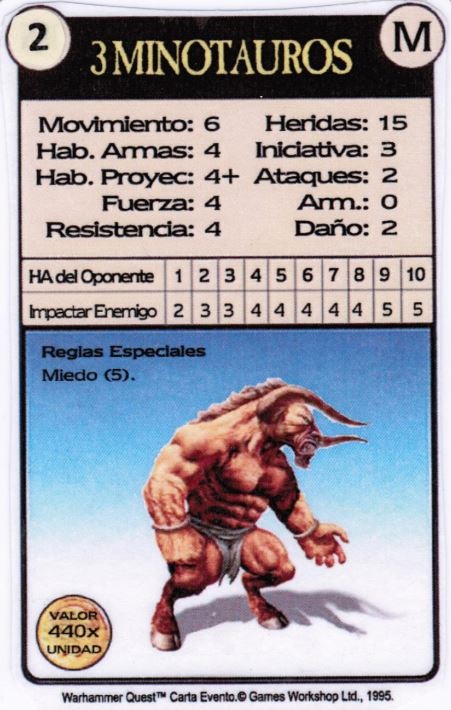 2
3 MINOTAUROS
M
Movimiento: 6 Heridas: 15
Hab. Armas: 4 Iniciativa: 3
Hab. Proyec: 4+ Ataques: 2
Fuerza: 4 Arm.: 0
Resistencia: 4 Daño: 2
HA del Oponente 1 2 3 4 5 6 7 8 9 10
Impactar Enemigo 2 3 3 4 4 4 4 4 5 5
Reglas Especiales
Miedo (5).
VALOR
440x
UNIDAD
Warhammer Quest™ Carta Evento.© Games Workshop Ltd., 1995.